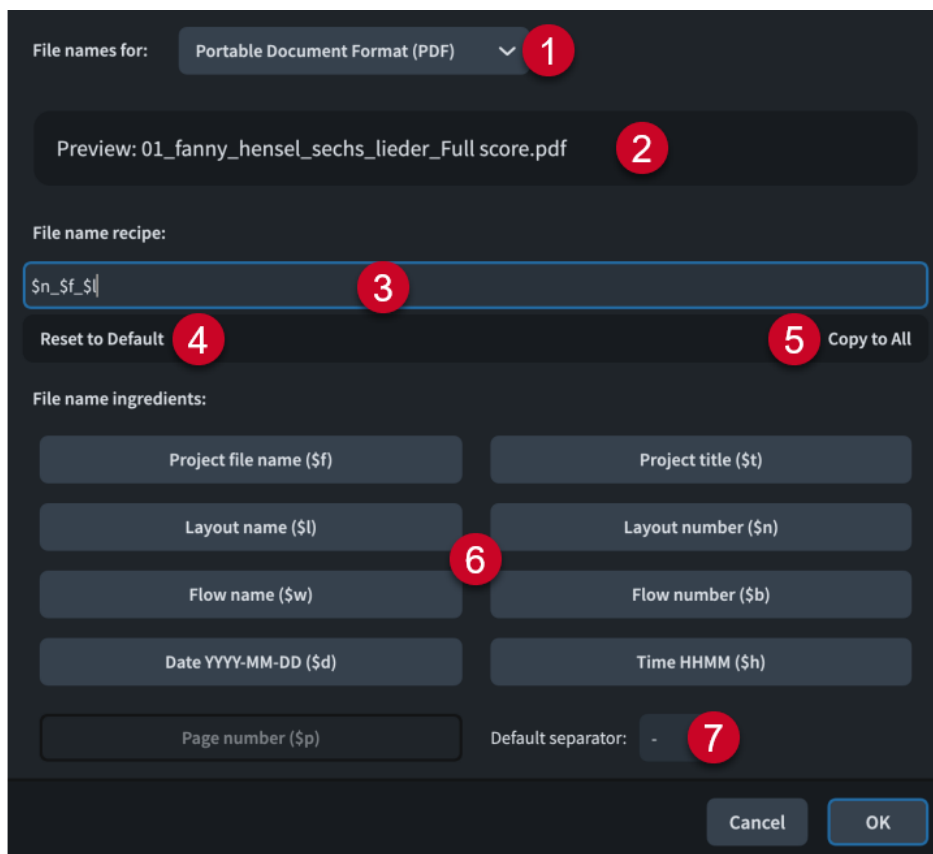 File names for: Portable Document Format (PDF) 1
Preview: 01_fanny_hensel_sechs_lieder_Full score.pdf 2
File name recipe:
$n_$f_$l 3
Reset to Default 4 5 Copy to All
File name ingredients:
Project file name ($f) Project title ($t)
Layout name ($l) Layout number ($n)
6
Flow name ($w) Flow number ($b)
Date YYYY-MM-DD ($d) Time HHMM ($h)
Page number ($p) Default separator: - 7
Cancel OK